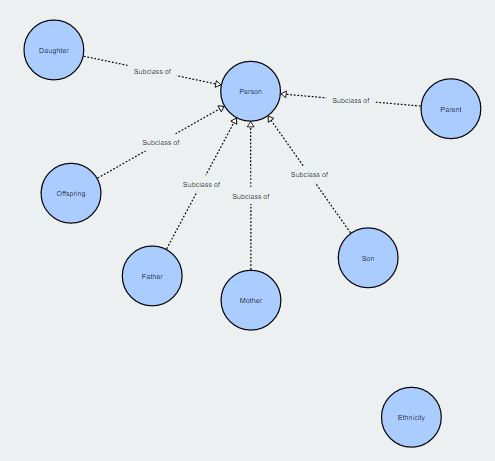 Daughter
Subclass of
Person
Subclass of
Parent
Subclass of
Offspring
Subclass of
Subclass of
Subclass of
Father
Mother
Son
Ethnicity